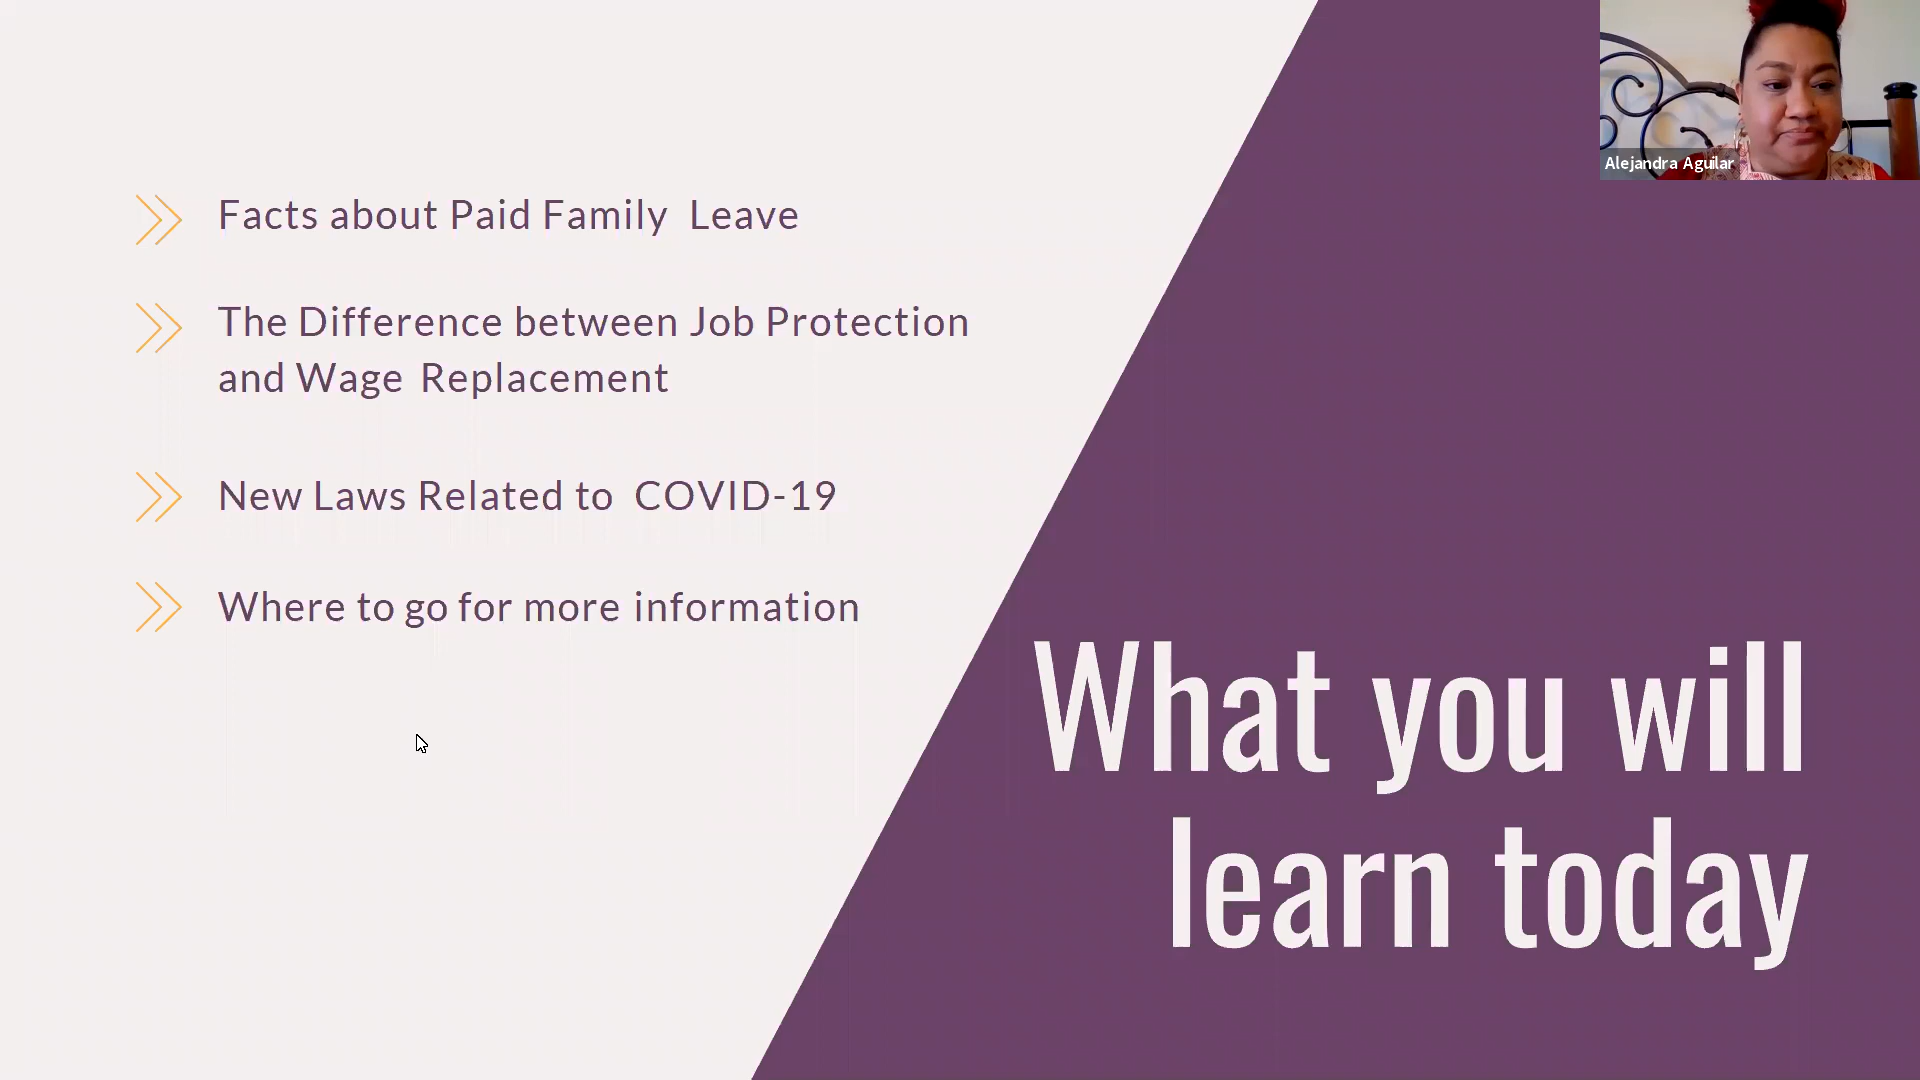 Facts about Paid Family Leave
The Difference between Job Protection
and Wage Replacement
New Laws Related to COVID-19
Where to go for more information
What you will
learn today
Alejandra Aguilar